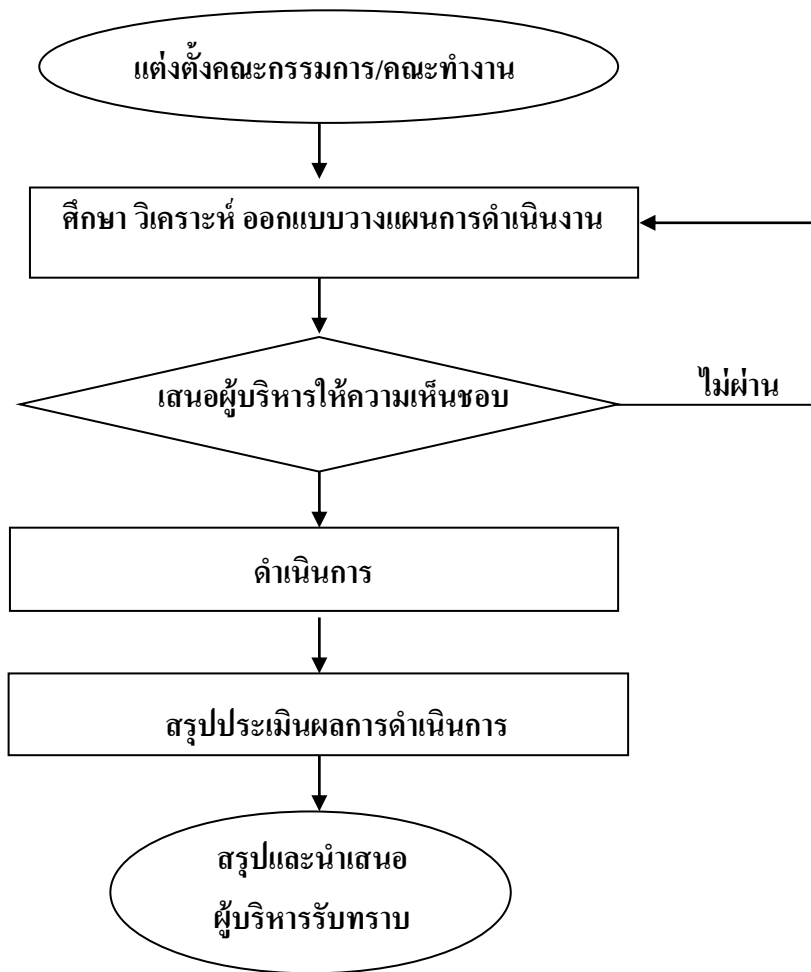 แต่งตั้งคณะกรรมการ/คณะทำงาน
ศึกษา วิเคราะห์ ออกแบบวางแผนการดำเนินงาน
เสนอผู้บริหารให้ความเห็นชอบ
ไม่ผ่าน
ดำเนินการ
สรุปประเมินผลการดำเนินการ
สรุปและนำเสนอ
ผู้บริหารรับทราบ